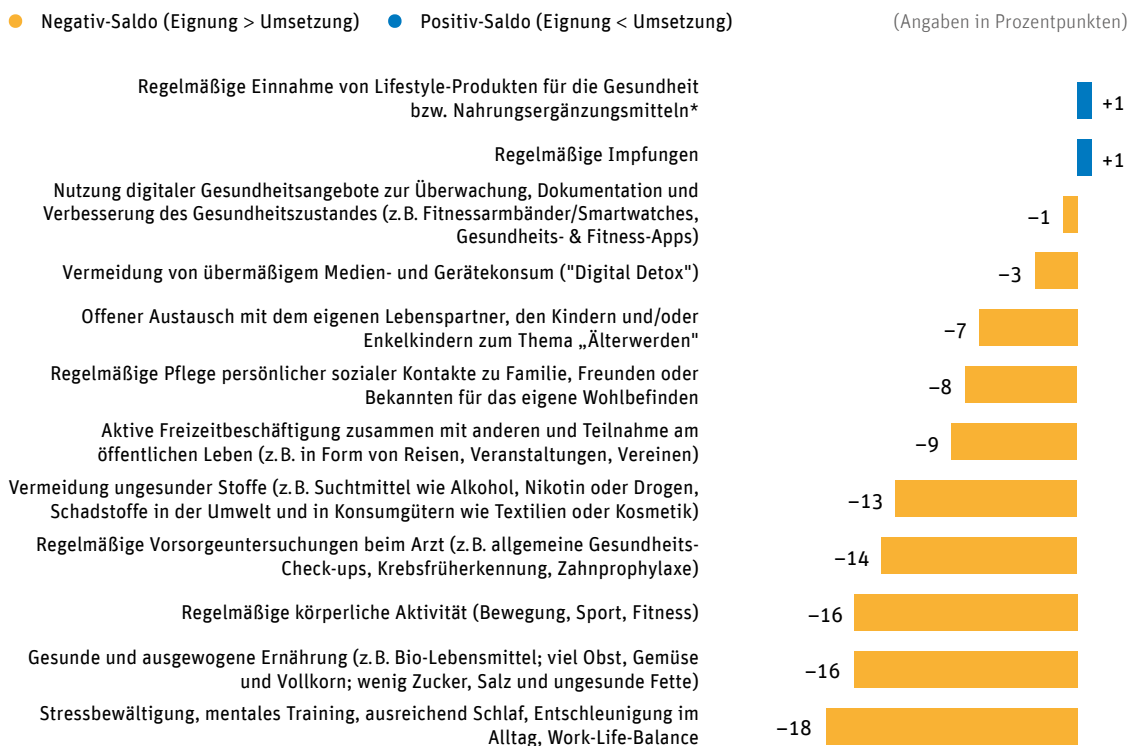 Negativ-Saldo (Eignung > Umsetzung) Positiv-Saldo (Eignung < Umsetzung) (Angaben in Prozentpunkten)
Regelmäßige Einnahme von Lifestyle-Produkten für die Gesundheit
bzw. Nahrungsergänzungsmitteln*
+1
Regelmäßige Impfungen
+1
Nutzung digitaler Gesundheitsangebote zur Überwachung, Dokumentation und
Verbesserung des Gesundheitszustandes (z. B. Fitnessarmbänder/Smartwatches,
Gesundheits- & Fitness-Apps)
–1
Vermeidung von übermäßigem Medien- und Gerätekonsum ("Digital Detox")
–3
Offener Austausch mit dem eigenen Lebenspartner, den Kindern und/oder
Enkelkindern zum Thema „Älterwerden"
–7
Regelmäßige Pflege persönlicher sozialer Kontakte zu Familie, Freunden oder
Bekannten für das eigene Wohlbefinden
–8
Aktive Freizeitbeschäftigung zusammen mit anderen und Teilnahme am
öffentlichen Leben (z. B. in Form von Reisen, Veranstaltungen, Vereinen)
–9
Vermeidung ungesunder Stoffe (z. B. Suchtmittel wie Alkohol, Nikotin oder Drogen,
Schadstoffe in der Umwelt und in Konsumgütern wie Textilien oder Kosmetik)
–13
Regelmäßige Vorsorgeuntersuchungen beim Arzt (z. B. allgemeine Gesundheits-
Check-ups, Krebsfrüherkennung, Zahnprophylaxe)
–14
Regelmäßige körperliche Aktivität (Bewegung, Sport, Fitness)
–16
Gesunde und ausgewogene Ernährung (z. B. Bio-Lebensmittel; viel Obst, Gemüse
und Vollkorn; wenig Zucker, Salz und ungesunde Fette)
–16
Stressbewältigung, mentales Training, ausreichend Schlaf, Entschleunigung im
Alltag, Work-Life-Balance
–18